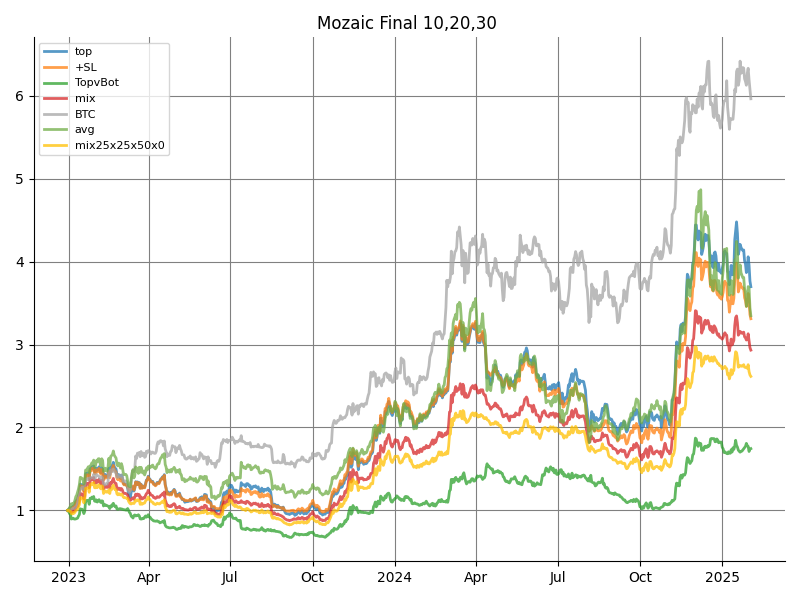 Mozaic Final 10,20,30
top
+SL
TopvBot
mix
BTC
avg
mix25x25x50x0
6
5
4
3
2
1
2023
Apr
Jul
Oct
2024
Apr
Jul
Oct
2025